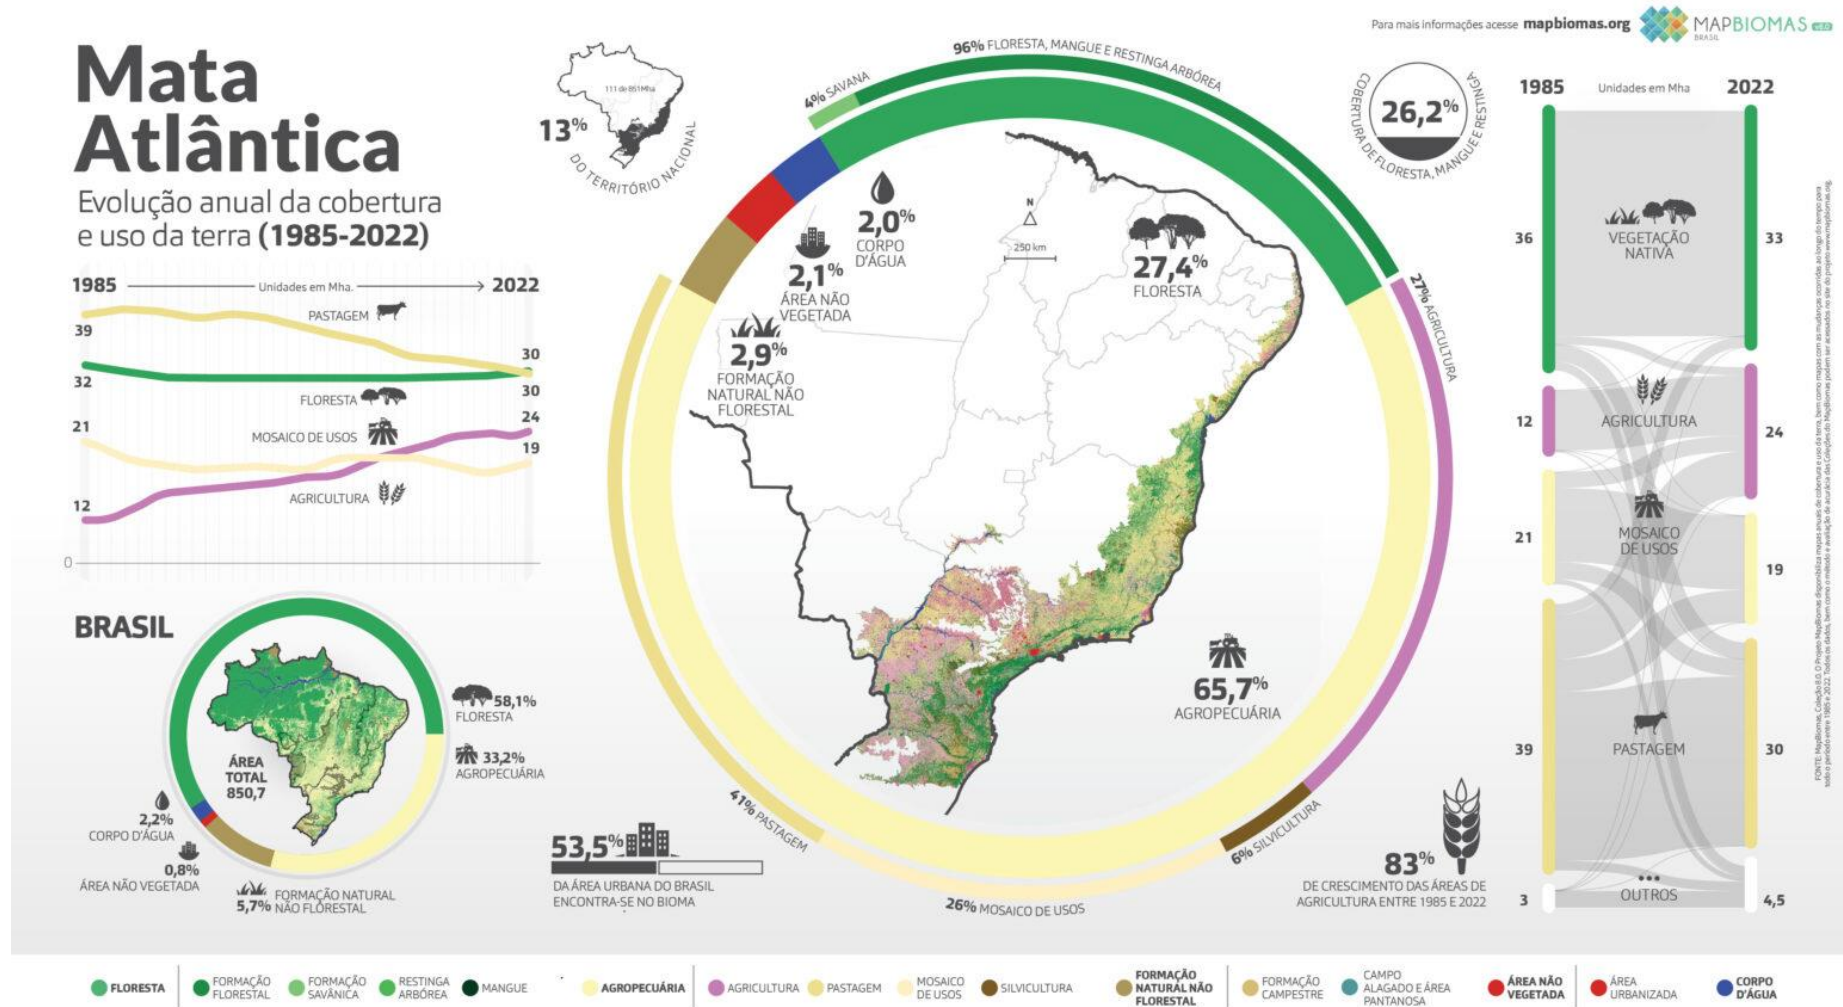 Mata
Atlântica
Evolução anual da cobertura
e uso da terra (1985-2022)
1985
Unidades em Mha.
2022
PASTAGEM
39
30
32
FLORESTA
30
24
21
MOSAICO DE USOS
19
AGRICULTURA
12
0
BRASIL
ÁREA
TOTAL
850,7
58,1%
FLORESTA
33,2%
AGROPECUÁRIA
2,2%
CORPO D'ÁGUA
0,8%
ÁREA NÃO VEGETADA
5,7%
FORMAÇÃO NATURAL
NÃO FLORESTAL
111 de 851Mha
13%
DO TERRITÓRIO NACIONAL
4% SAVANA
96% FLORESTA, MANGUE E RESTINGA ARBÓREA
2,0%
CORPO
D'ÁGUA
2,1%
ÁREA NÃO
VEGETADA
2,9%
FORMAÇÃO
NATURAL NÃO
FLORESTAL
N
250 km
27,4%
FLORESTA
27% AGRICULTURA
65,7%
AGROPECUÁRIA
41% PASTAGEM
26% MOSAICO DE USOS
6% SILVICULTURA
53,5%
DA ÁREA URBANA DO BRASIL
ENCONTRA-SE NO BIOMA
83%
DE CRESCIMENTO DAS ÁREAS DE
AGRICULTURA ENTRE 1985 E 2022
Para mais informações acesse mapbiomas.org
MAPBIOMAS v8.0
BRASIL
26,2%
COBERTURA DE FLORESTA, MANGUE E RESTINGA
1985
Unidades em Mha
2022
36
VEGETAÇÃO
NATIVA
33
12
AGRICULTURA
24
21
MOSAICO
DE USOS
19
39
PASTAGEM
30
3
OUTROS
4,5
FLORESTA
FORMAÇÃO
FLORESTAL
FORMAÇÃO
SAVÂNICA
RESTINGA
ARBÓREA
MANGUE
AGROPECUÁRIA
AGRICULTURA
PASTAGEM
MOSAICO
DE USOS
SILVICULTURA
FORMAÇÃO
NATURAL NÃO
FLORESTAL
FORMAÇÃO
CAMPESTRE
CAMPO
ALAGADO E ÁREA
PANTANOSA
ÁREA NÃO
VEGETADA
ÁREA
URBANIZADA
CORPO
D'ÁGUA